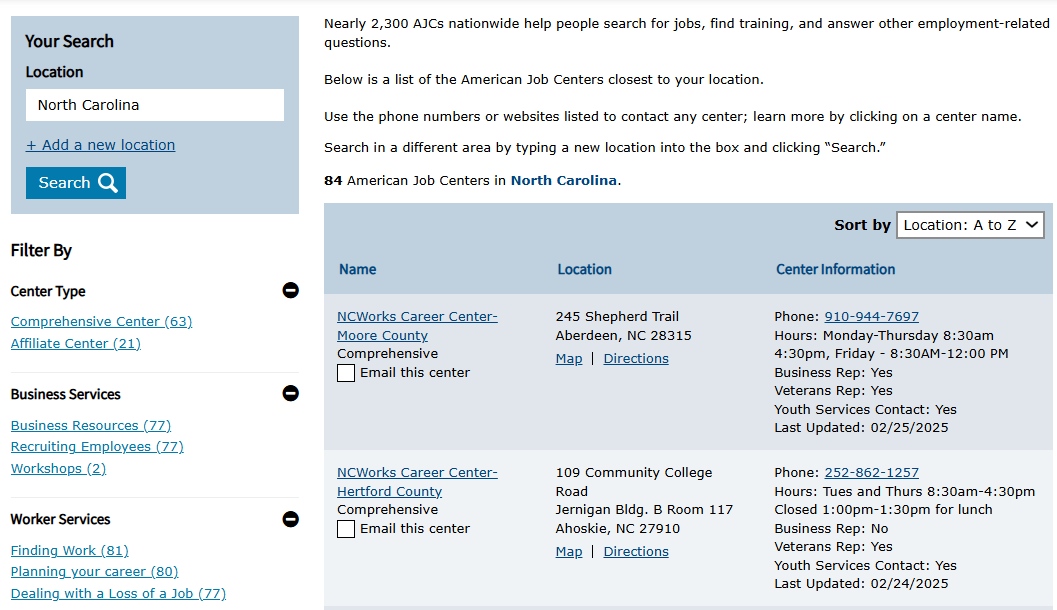 Your Search
Location
North Carolina
+ Add a new location
Search
Filter By
Center Type
Comprehensive Center (63)
Affiliate Center (21)
Business Services
Business Resources (77)
Recruiting Employees (77)
Workshops (2)
Worker Services
Finding Work (81)
Planning your career (80)
Dealing with a Loss of a Job (77)
Nearly 2,300 AJCs nationwide help people search for jobs, find training, and answer other employment-related
questions.
Below is a list of the American Job Centers closest to your location.
Use the phone numbers or websites listed to contact any center; learn more by clicking on a center name.
Search in a different area by typing a new location into the box and clicking “Search.”
84 American Job Centers in North Carolina.
Sort by Location: A to Z
Name Location Center Information
NCWorks Career Center-
Moore County
Comprehensive
Email this center
245 Shepherd Trail
Aberdeen, NC 28315
Map | Directions
Phone: 910-944-7697
Hours: Monday-Thursday 8:30am
4:30pm, Friday - 8:30AM-12:00 PM
Business Rep: Yes
Veterans Rep: Yes
Youth Services Contact: Yes
Last Updated: 02/25/2025
NCWorks Career Center-
Hertford County
Comprehensive
Email this center
109 Community College
Road
Jernigan Bldg. B Room 117
Ahoskie, NC 27910
Map | Directions
Phone: 252-862-1257
Hours: Tues and Thurs 8:30am-4:30pm
Closed 1:00pm-1:30pm for lunch
Business Rep: No
Veterans Rep: Yes
Youth Services Contact: Yes
Last Updated: 02/24/2025